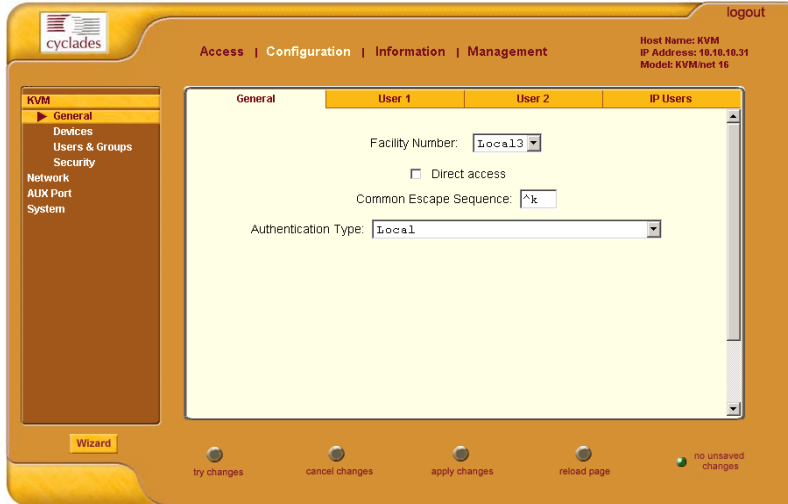 logout
cyclades
Access | Configuration | Information | Management
Host Name: KVM
IP Address: 10.10.10.31
Model: KVM/net 16
KVM
General
Devices
Users & Groups
Security
Network
AUX Port
System
General
User 1
User 2
IP Users
Facility Number: Local3
Direct access
Common Escape Sequence: ^k
Authentication Type: Local
Wizard
try changes
cancel changes
apply changes
reload page
no unsaved
changes